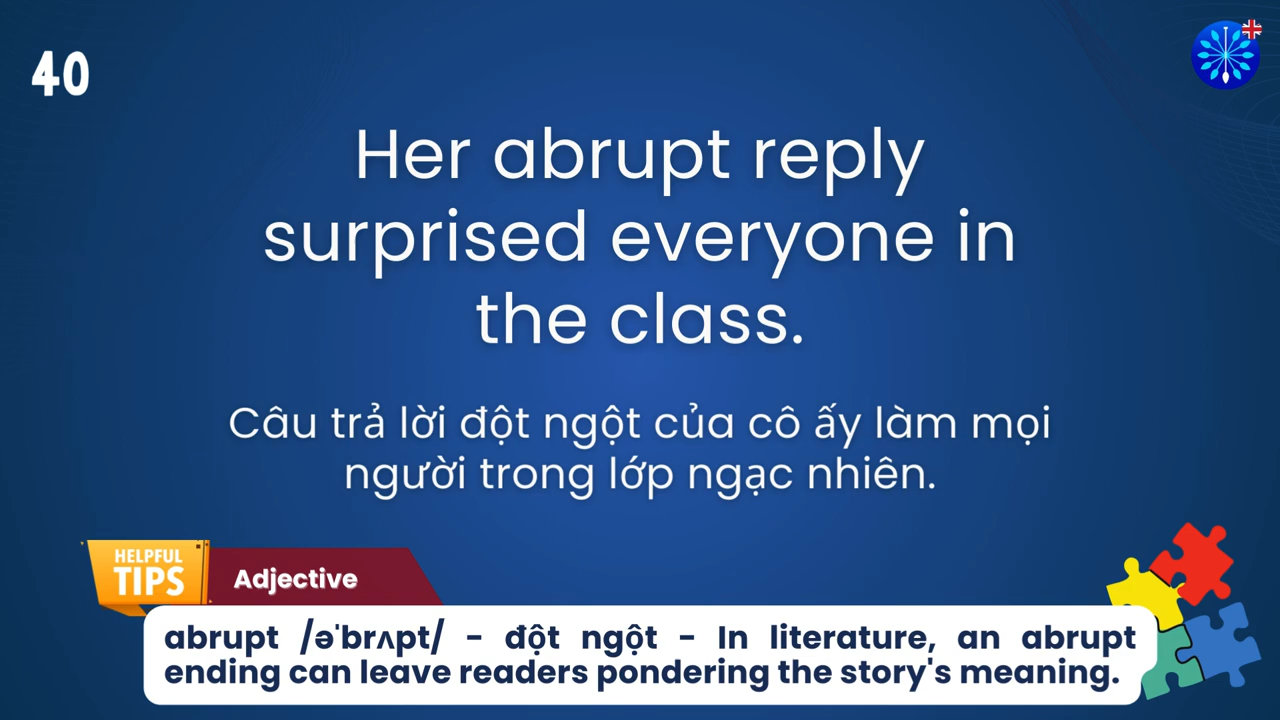 40
Her abrupt reply
surprised everyone in
the class.
Câu trả lời đột ngột của cô ấy làm mọi
người trong lớp ngạc nhiên.
HELPFUL
TIPS
Adjective
abrupt /əˈbrʌpt/ - đột ngột - In literature, an abrupt
ending can leave readers pondering the story's meaning.